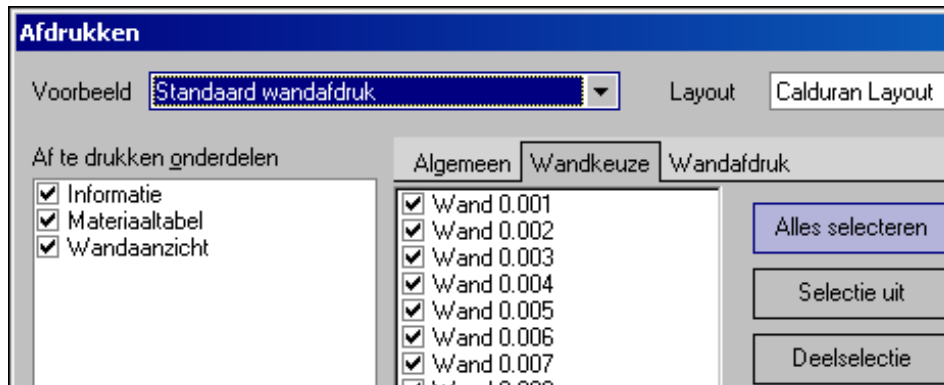 Afdrukken
Voorbeeld Standaard wandafdruk Layout Calduran Layout
Af te drukken onderdelen
Informatie
Materiaaltabel
Wandaanzicht
Algemeen Wandkeuze Wandafdruk
Wand 0.001
Wand 0.002
Wand 0.003
Wand 0.004
Wand 0.005
Wand 0.006
Wand 0.007
Alles selecteren
Selectie uit
Deelselectie